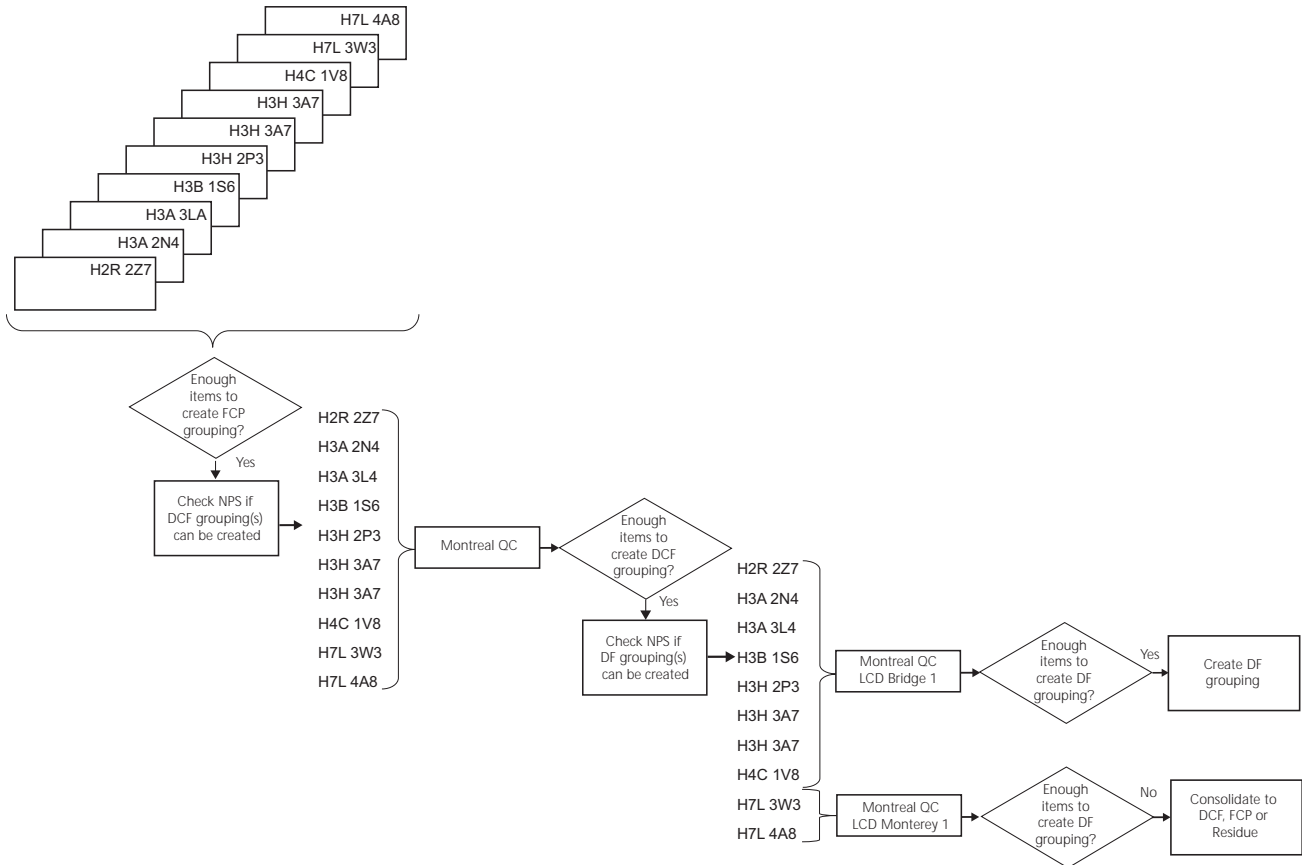 H7L 4A8
H7L 3W3
H4C 1V8
H3H 3A7
H3H 3A7
H3H 2P3
H3B 1S6
H3A 3LA
H3A 2N4
H2R 2Z7
Enough
items to
create FCP
grouping?
Yes
Check NPS if
DCF grouping(s)
can be created
H2R 2Z7
H3A 2N4
H3A 3L4
H3B 1S6
H3H 2P3
H3H 3A7
H3H 3A7
H4C 1V8
H7L 3W3
H7L 4A8
Montreal QC
Enough
items to
create DCF
grouping?
Yes
Check NPS if
DF grouping(s)
can be created
H2R 2Z7
H3A 2N4
H3A 3L4
H3B 1S6
H3H 2P3
H3H 3A7
H3H 3A7
H4C 1V8
H7L 3W3
H7L 4A8
Montreal QC
LCD Bridge 1
Enough
items to
create DF
grouping?
Yes
Create DF
grouping
Montreal QC
LCD Monterey 1
Enough
items to
create DF
grouping?
No
Consolidate to
DCF, FCP or
Residue